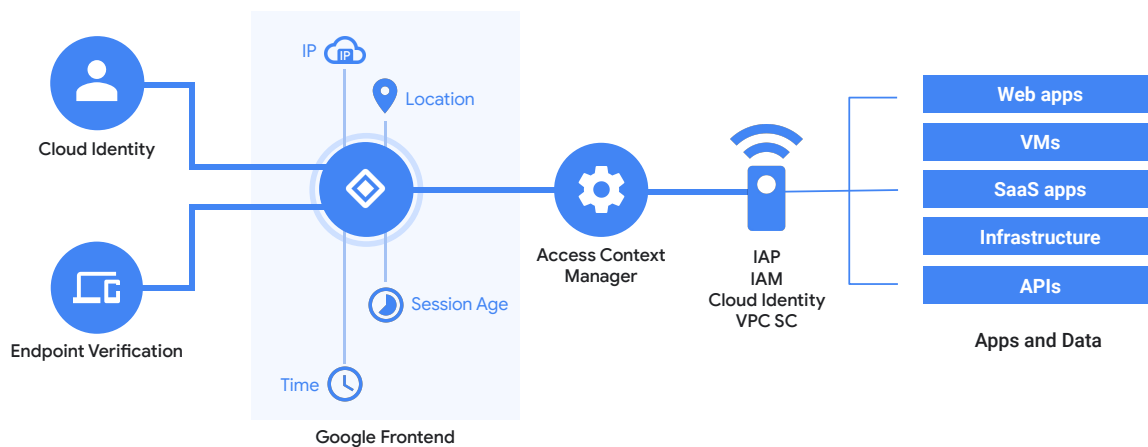 Cloud Identity
Endpoint Verification
IP
IP
Location
Session Age
Time
Google Frontend
Access Context
Manager
IAP
IAM
Cloud Identity
VPC SC
Web apps
VMs
SaaS apps
Infrastructure
APIs
Apps and Data